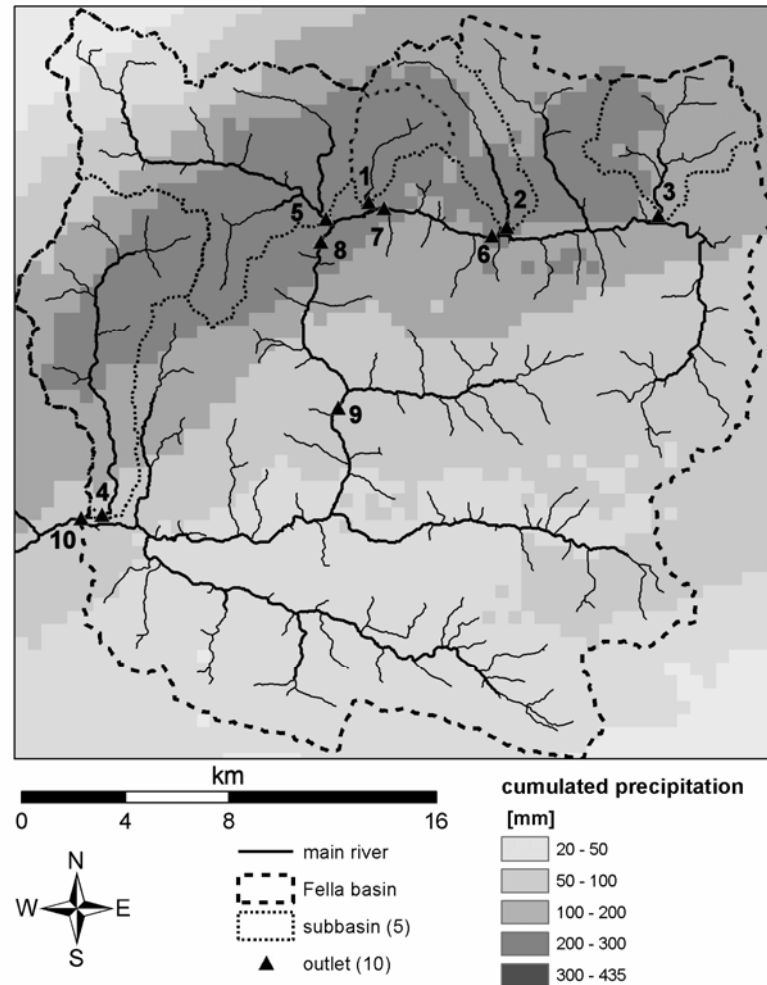 1
2
3
5
7
8
6
9
4
10
km
0 4 8 16
cumulated precipitation
[mm]
20 - 50
50 - 100
100 - 200
200 - 300
300 - 435
N
W E
S
main river
Fella basin
subbasin (5)
outlet (10)